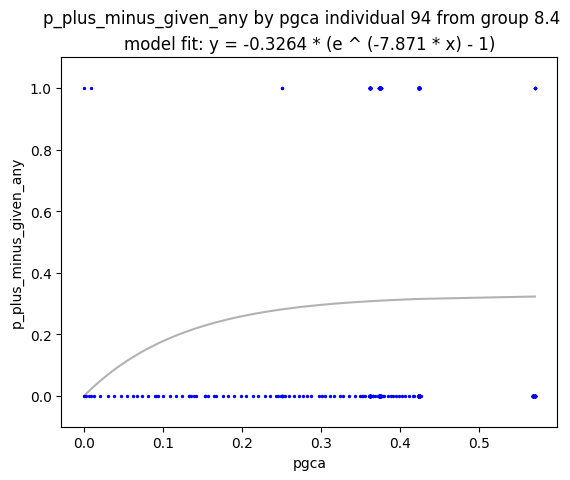 p_plus_minus_given_any by pgca individual 94 from group 8.4
model fit: y = -0.3264 * (e ^ (-7.871 * x) - 1)
1.0
0.8
0.6
0.4
0.2
0.0
p_plus_minus_given_any
0.0 0.1 0.2 0.3 0.4 0.5
pgca